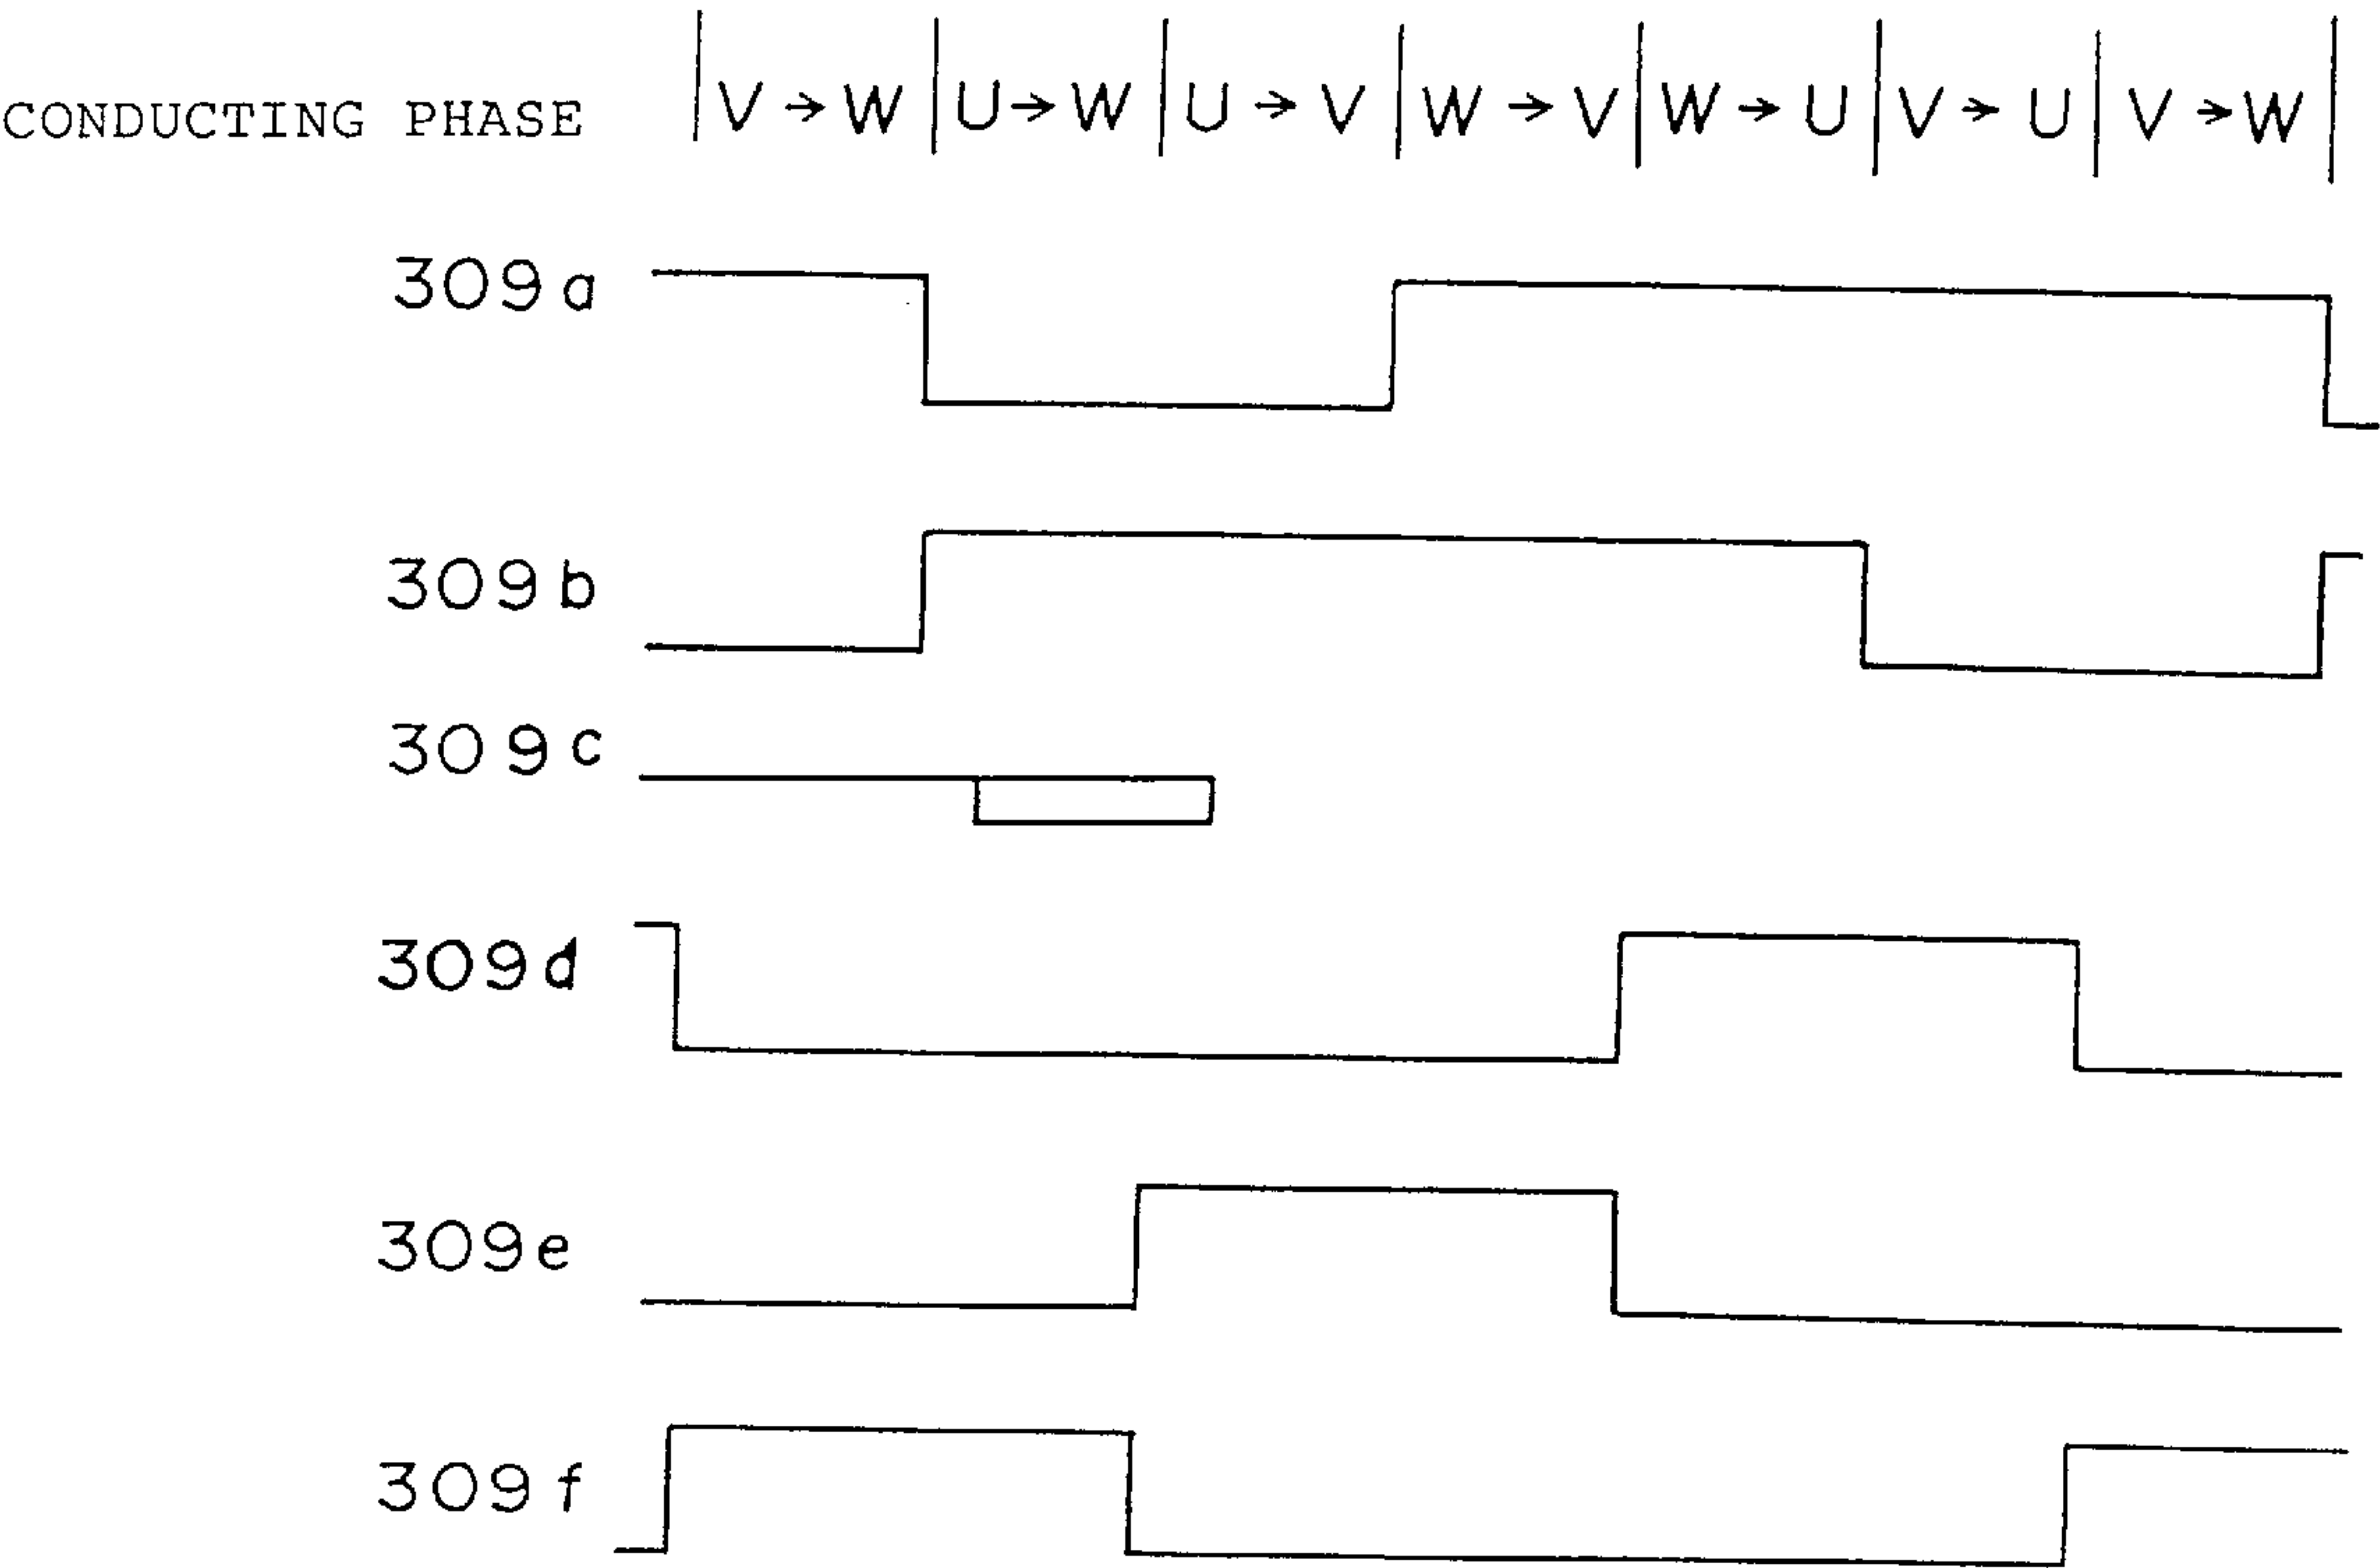 CONDUCTING PHASE | V → W | U → W | U → V | W → V | W → U | V → U | V → W |
309a
309b
309c
309d
309e
309f